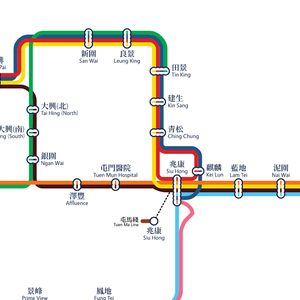 新圍
San Wai
良景
Leung King
Pai
田景
Tin King
建生
Kin Sang
大興(北)
Tai Hing (North)
大興(南)
ng (South)
青松
Ching Chung
銀圍
Ngan Wai
屯門醫院
Tuen Mun Hospital
兆康
Siu Hong
麒麟
Kei Lun
藍地
Lam Tei
泥圍
Nai Wai
澤豐
Affluence
屯馬綫
Tuen Ma Line
兆康
Siu Hong
景峰
Prime View
鳳地
Fung Tei